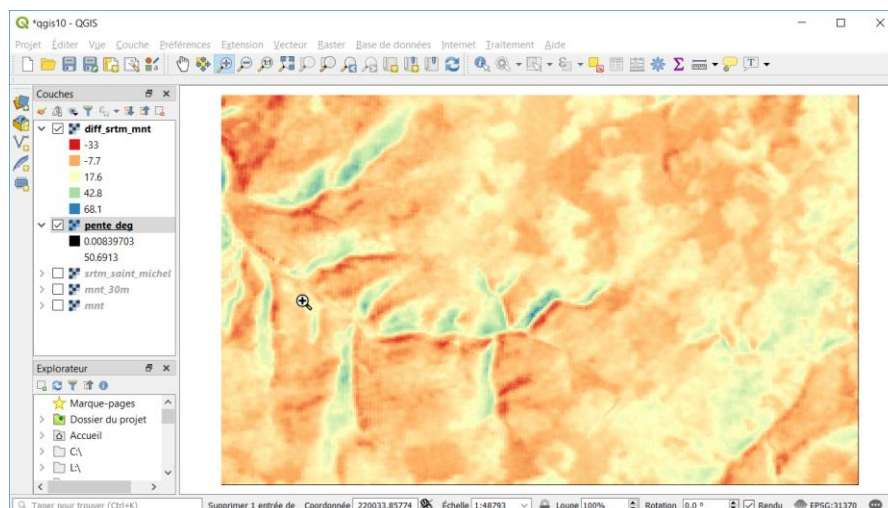 *qgis10 - QGIS
Projet Éditer Vue Couche Préférences Extension Vecteur Raster Base de données Internet Traitement Aide
Couches
diff_srtm_mnt
-33
-7.7
17.6
42.8
68.1
pente_deg
0.00839703
50.6913
srtm_saint_michel
mnt_30m
mnt
Explorateur
Marque-pages
Dossier du projet
Accueil
C:\
L:\
Taper pour trouver (Ctrl+K) Supprimer 1 entrée de Coordonnée 220033,85774 Échelle 1:48793 Loupe 100% Rotation 0,0 ° Rendu EPSG:31370